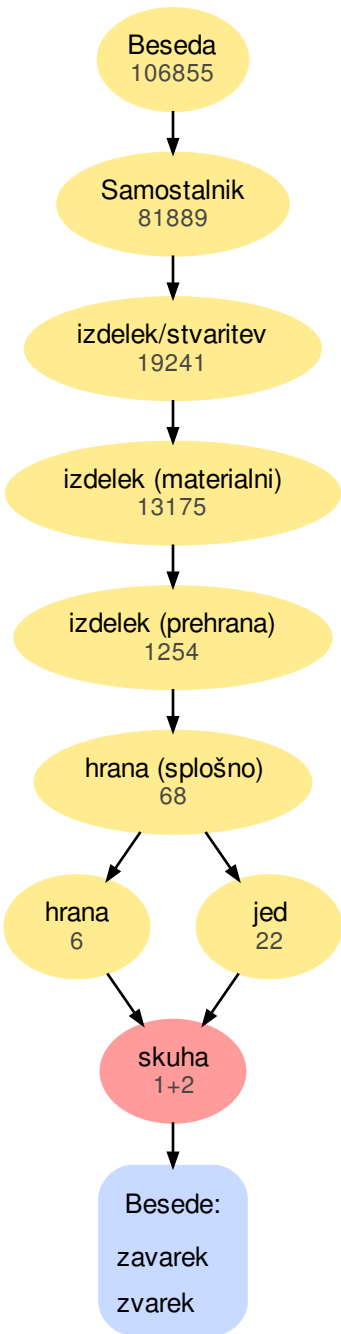 Beseda
106855
Samostalnik
81889
izdelek/stvaritev
19241
izdelek (materialni)
13175
izdelek (prehrana)
1254
hrana (splošno)
68
hrana
6
jed
22
skuha
1+2
Besede:
zavarek
zvarek